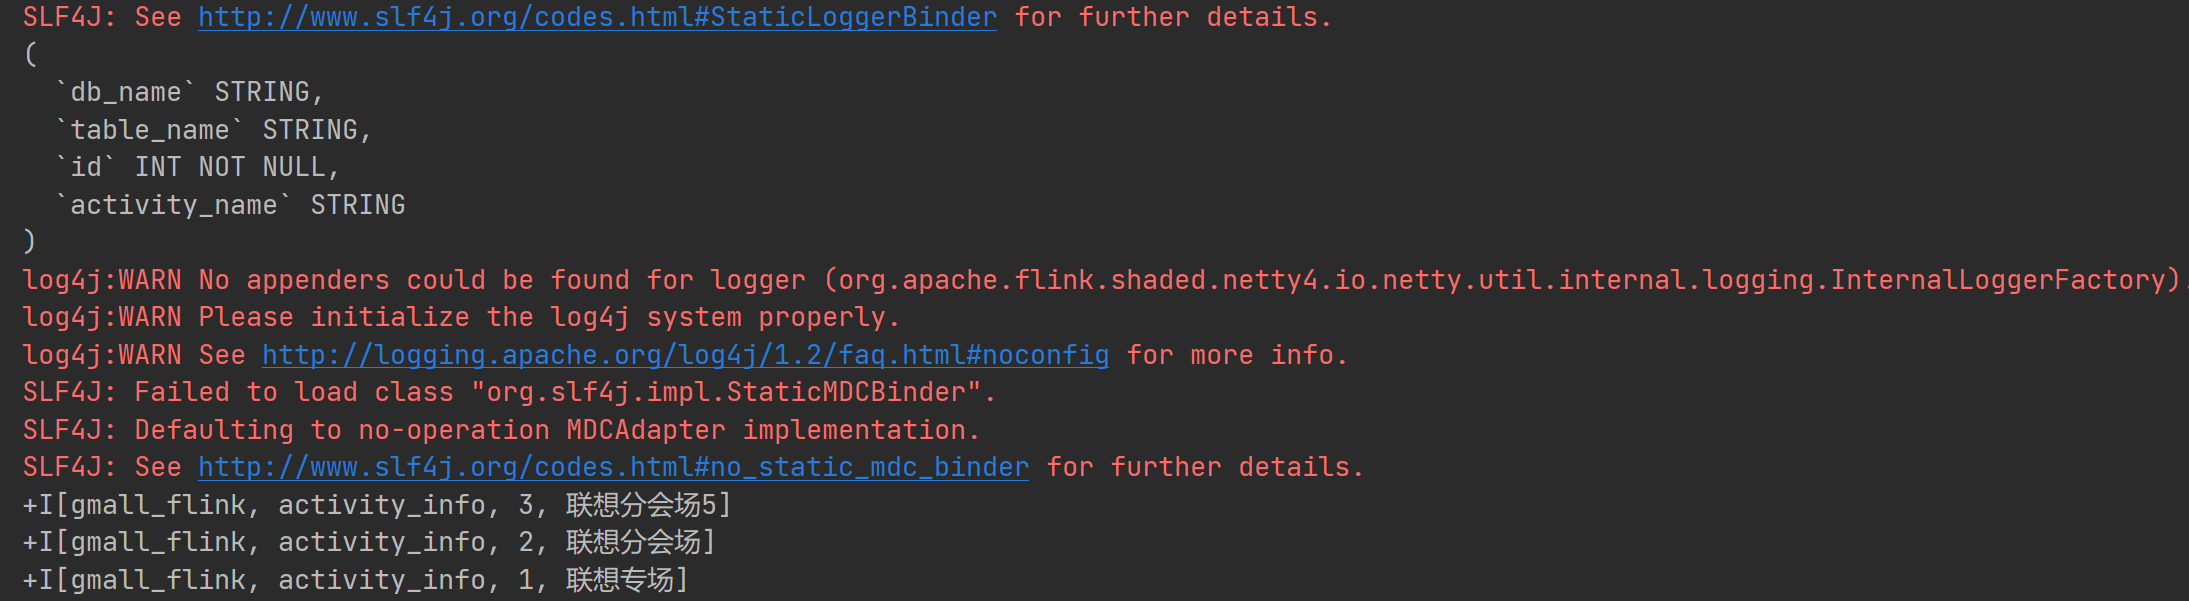 SLF4J: See http://www.slf4j.org/codes.html#StaticLoggerBinder for further details.
(
  `db_name` STRING,
  `table_name` STRING,
  `id` INT NOT NULL,
  `activity_name` STRING
)
log4j:WARN No appenders could be found for logger (org.apache.flink.shaded.netty4.io.netty.util.internal.logging.InternalLoggerFactory).
log4j:WARN Please initialize the log4j system properly.
log4j:WARN See http://logging.apache.org/log4j/1.2/faq.html#noconfig for more info.
SLF4J: Failed to load class "org.slf4j.impl.StaticMDCBinder".
SLF4J: Defaulting to no-operation MDCAdapter implementation.
SLF4J: See http://www.slf4j.org/codes.html#no_static_mdc_binder for further details.
+I[gmall_flink, activity_info, 3, 联想分会场5]
+I[gmall_flink, activity_info, 2, 联想分会场]
+I[gmall_flink, activity_info, 1, 联想专场]